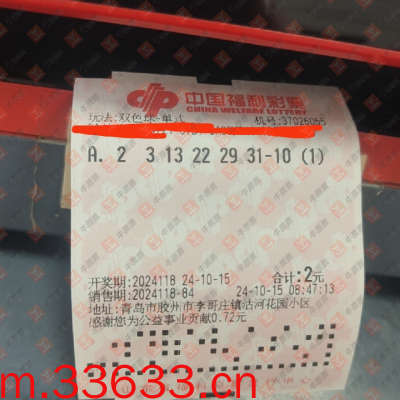 中国福利彩票
CHINA WELFARE LOTTERY
玩法:双色球-单式 机号:37026055
A. 2 3 13 22 29 31-10 (1)
开奖期:2024118 24-10-15 合计:2元
销售期:2024118-84 24-10-15 08:47:13
地址:青岛市胶州市李哥庄镇沽河花园小区
感谢您为公益事业贡献0.72元
m.33633.cn